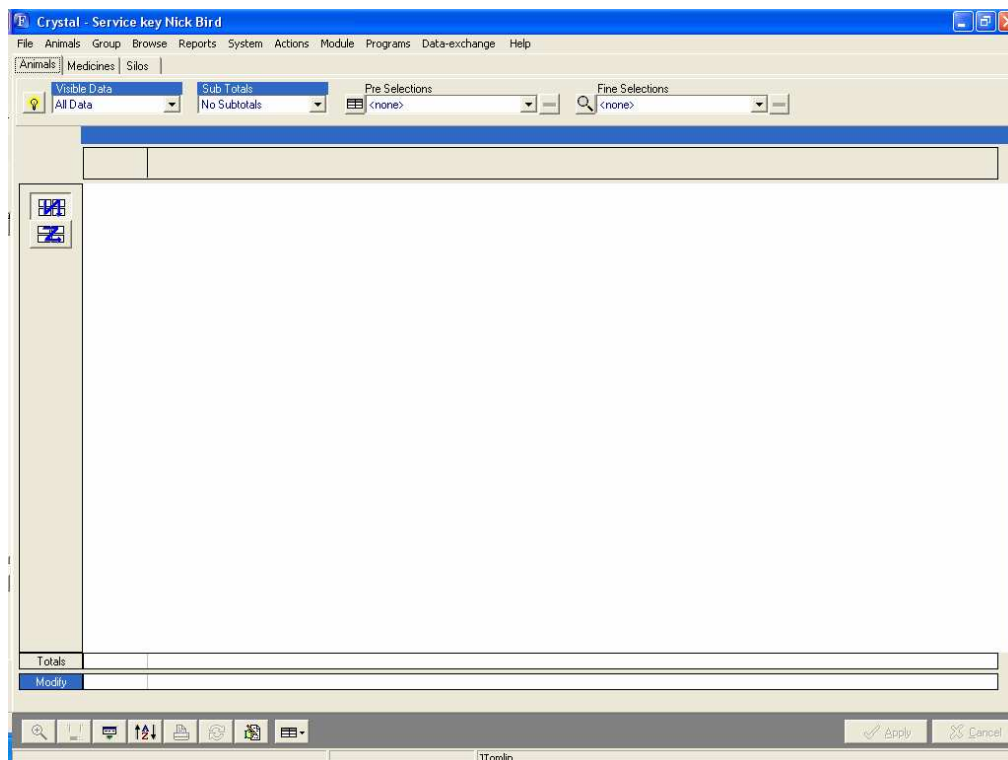 Crystal - Service key Nick Bird
File Animals Group Browse Reports System Actions Module Programs Data-exchange Help
Animals Medicines Silos
Visible Data Sub Totals Pre Selections Fine Selections
All Data No Subtotals <none> <none>
Totals
Modify
Apply Cancel